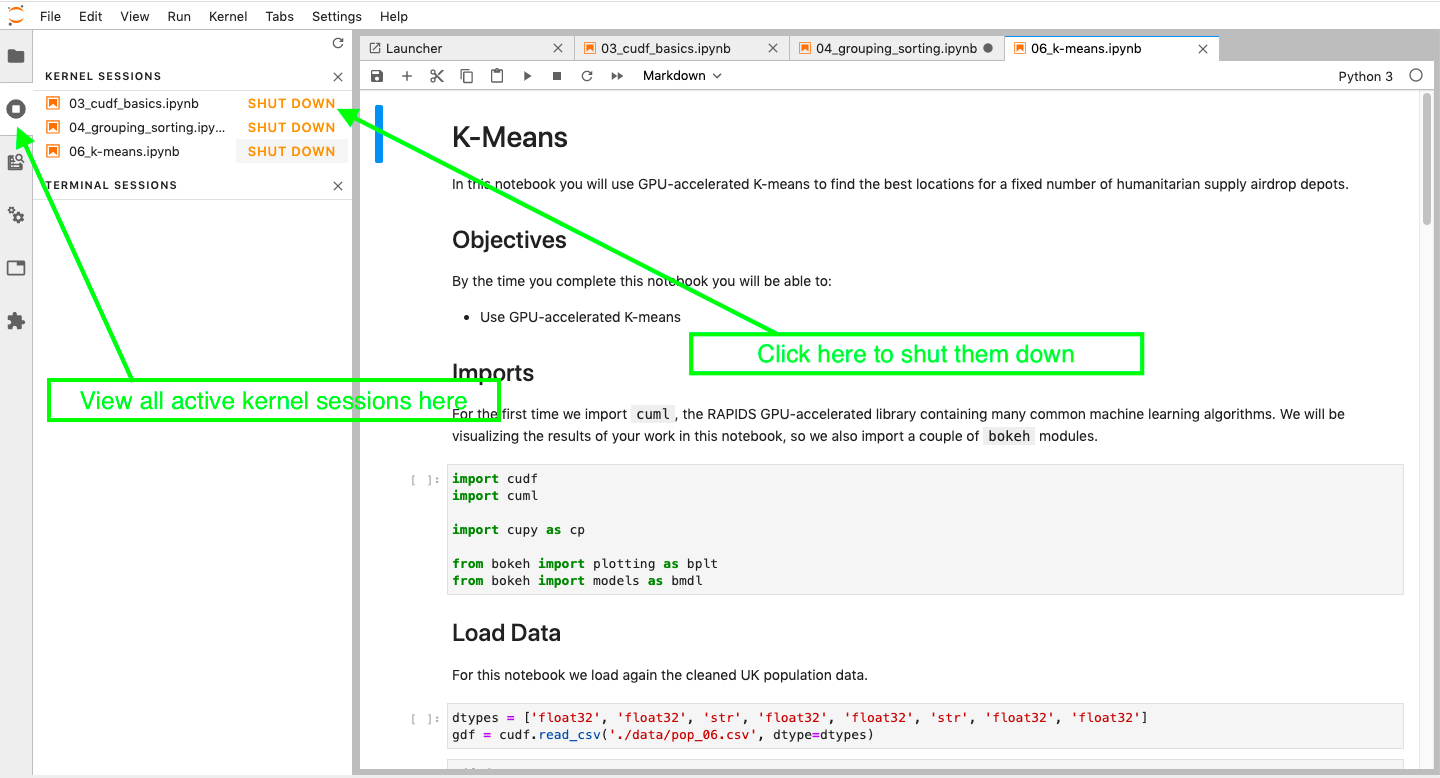 File Edit View Run Kernel Tabs Settings Help
KERNEL SESSIONS
03_cudf_basics.ipynb SHUT DOWN
04_grouping_sorting.ipy... SHUT DOWN
06_k-means.ipynb SHUT DOWN
TERMINAL SESSIONS
View all active kernel sessions here
Launcher 03_cudf_basics.ipynb 04_grouping_sorting.ipynb 06_k-means.ipynb
Markdown Python 3
K-Means
In this notebook you will use GPU-accelerated K-means to find the best locations for a fixed number of humanitarian supply airdrop depots.
Objectives
By the time you complete this notebook you will be able to:
• Use GPU-accelerated K-means
Click here to shut them down
Imports
For the first time we import cuml, the RAPIDS GPU-accelerated library containing many common machine learning algorithms. We will be
visualizing the results of your work in this notebook, so we also import a couple of bokeh modules.
[ ]: import cudf
import cuml
import cupy as cp
from bokeh import plotting as bplt
from bokeh import models as bmdl
Load Data
For this notebook we load again the cleaned UK population data.
[ ]: dtypes = ['float32', 'float32', 'str', 'float32', 'float32', 'str', 'float32', 'float32']
gdf = cudf.read_csv('./data/pop_06.csv', dtype=dtypes)